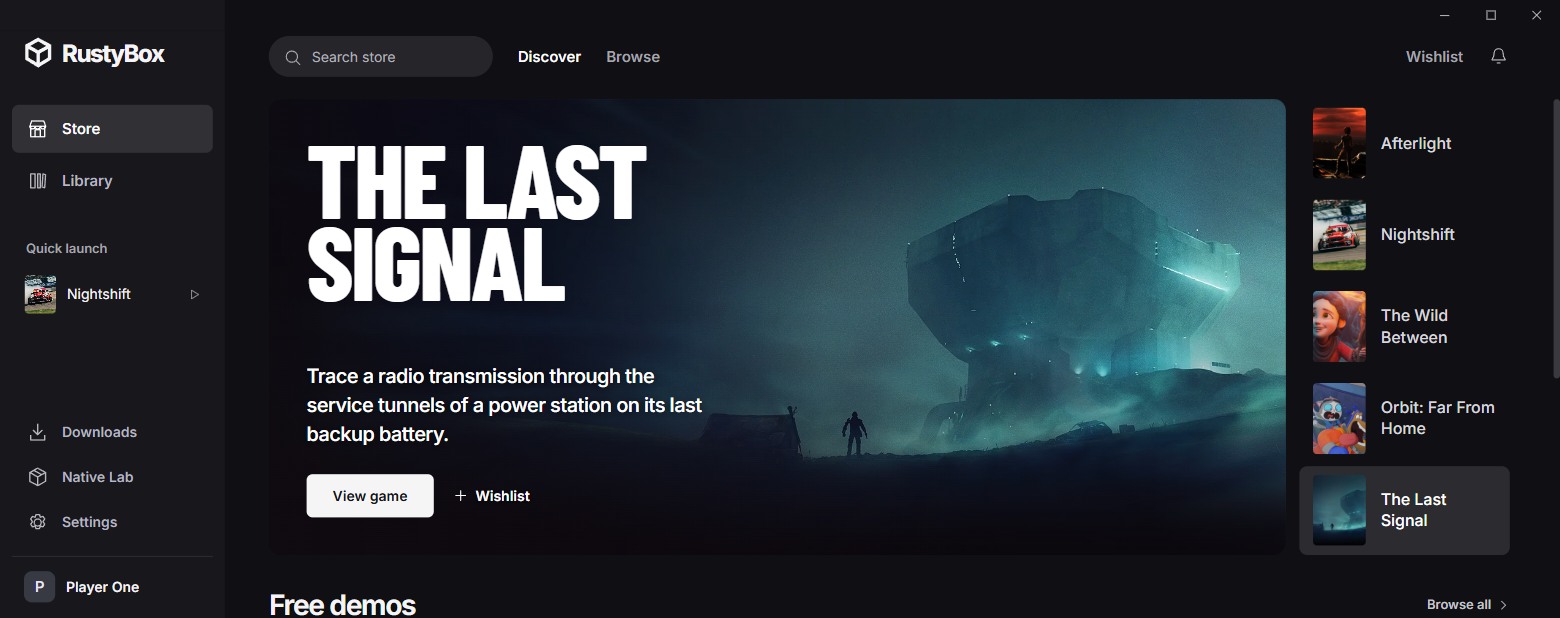 RustyBox
Store
Library
Quick launch
Nightshift
Downloads
Native Lab
Settings
P
Player One
Search store
Discover
Browse
Wishlist
THE LAST
SIGNAL
Trace a radio transmission through the
service tunnels of a power station on its last
backup battery.
View game
Wishlist
Afterlight
Nightshift
The Wild
Between
Orbit: Far From
Home
The Last
Signal
Free demos
Browse all